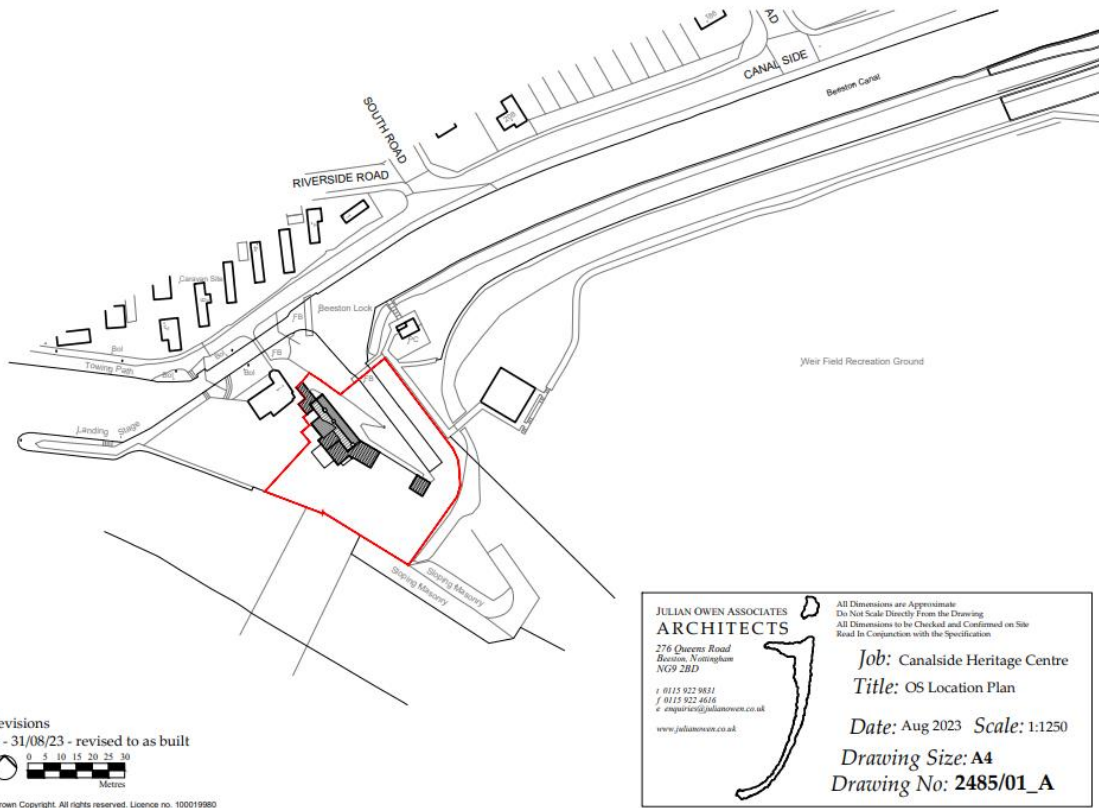 CANAL SIDE
Beeston Canal
SOUTH ROAD
RIVERSIDE ROAD
Caravan Site
Beeston Lock
FB
PC
FB
FB
Bol
Bol
Bol
Bol
Towing Path
Weir Field Recreation Ground
Landing Stage
Sloping Masonry
Sloping Masonry
JULIAN OWEN ASSOCIATES
ARCHITECTS
276 Queens Road
Beeston, Nottingham
NG9 2BD
t 0115 922 9831
f 0115 922 4616
e enquiries@julianowen.co.uk
www.julianowen.co.uk
All Dimensions are Approximate
Do Not Scale Directly From the Drawing
All Dimensions to be Checked and Confirmed on Site
Read In Conjunction with the Specification
Job: Canalside Heritage Centre
Title: OS Location Plan
Date: Aug 2023 Scale: 1:1250
Drawing Size: A4
Drawing No: 2485/01_A
evisions
- 31/08/23 - revised to as built
0 5 10 15 20 25 30
Metres
rown Copyright. All rights reserved. Licence no. 100019980